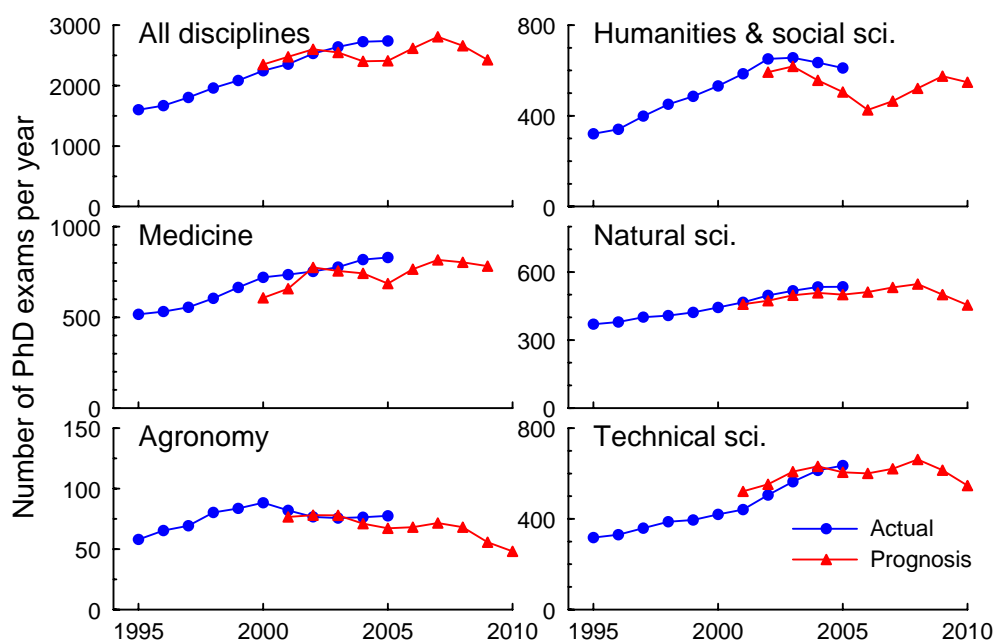 Number of PhD exams per year
All disciplines
3000
2000
1000
0
Humanities & social sci.
800
400
0
Medicine
1000
500
0
Natural sci.
600
300
0
Agronomy
150
100
50
0
1995 2000 2005 2010
Technical sci.
800
400
0
Actual
Prognosis
1995 2000 2005 2010